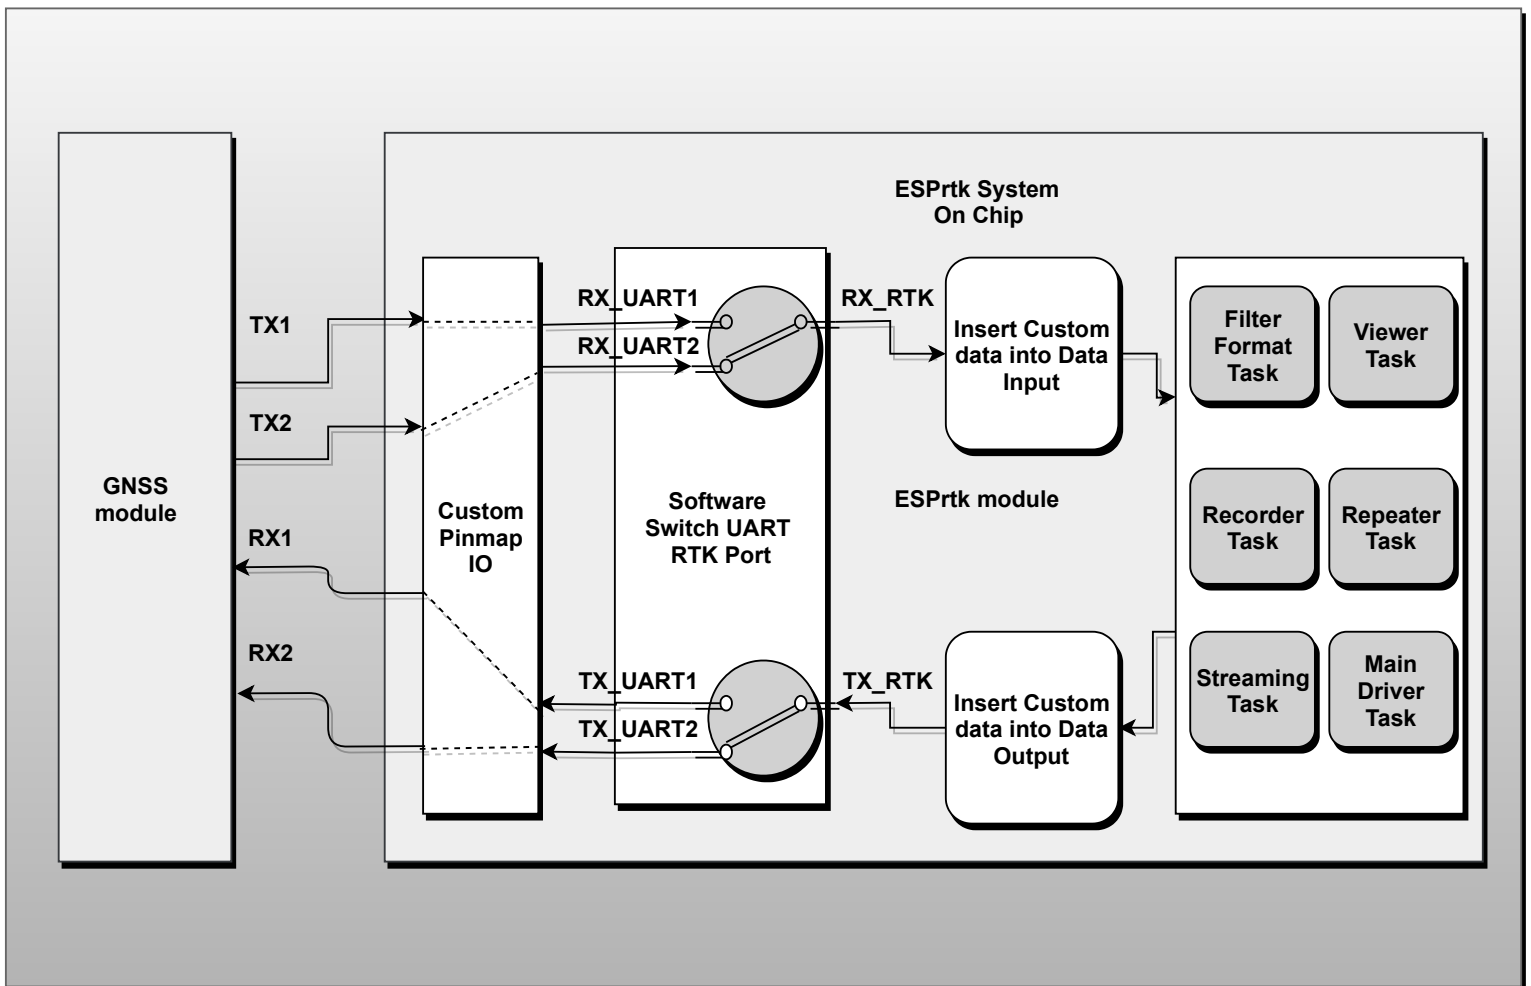 ESPrtk System
On Chip
TX1
TX2
GNSS
module
RX1
RX2
Custom
Pinmap
IO
RX_UART1
RX_UART2
Software
Switch UART
RTK Port
TX_UART1
TX_UART2
RX_RTK
Insert Custom
data into Data
Input
ESPrtk module
TX_RTK
Insert Custom
data into Data
Output
Filter
Format
Task
Viewer
Task
Recorder
Task
Repeater
Task
Streaming
Task
Main
Driver
Task